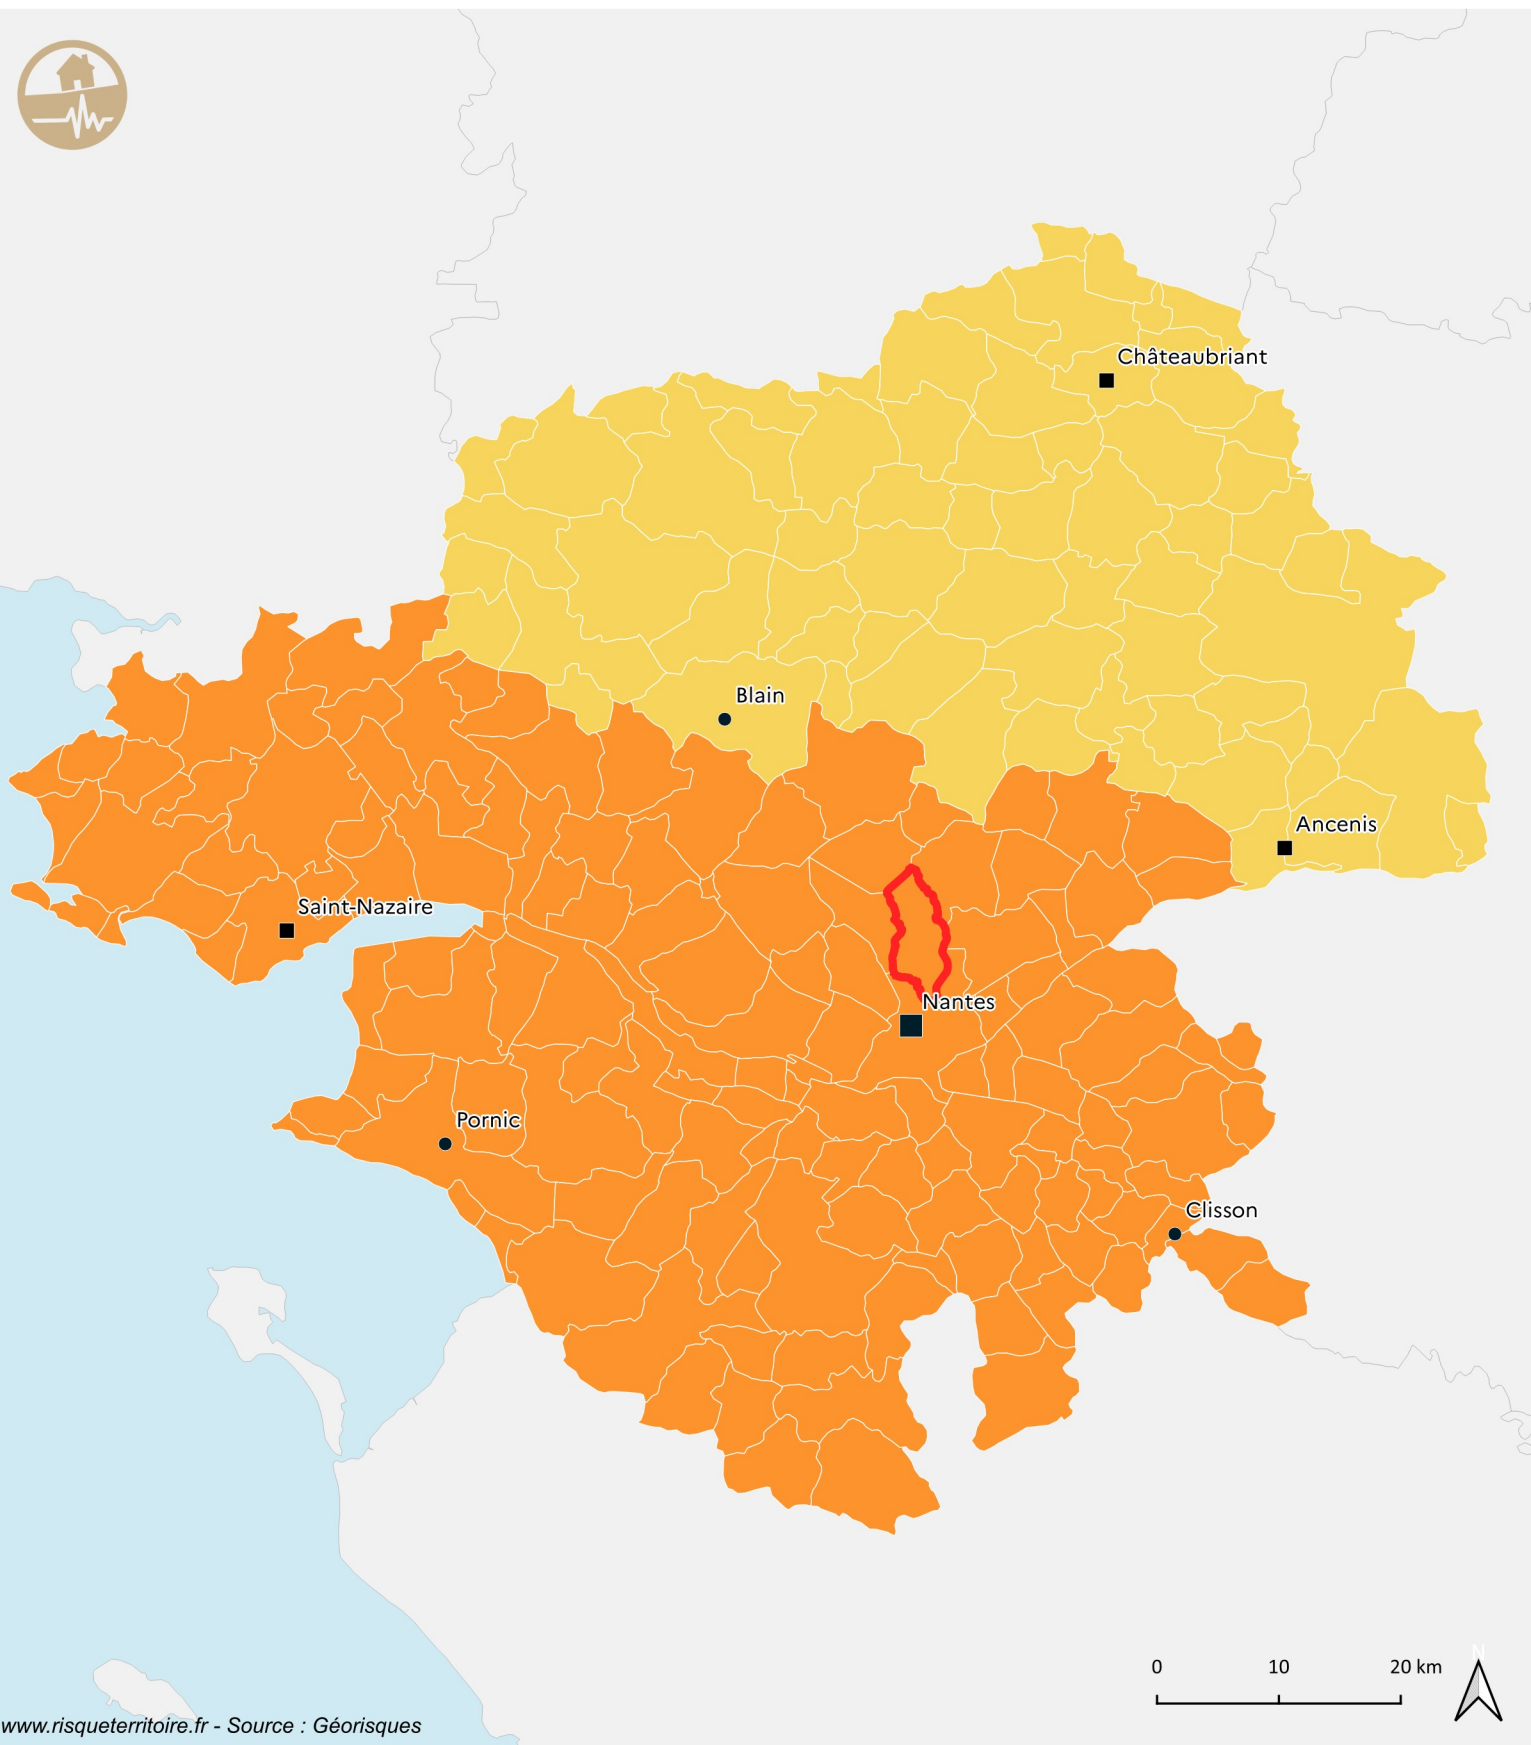 Châteaubriant
Blain
Ancenis
Saint-Nazaire
Nantes
Pornic
Clisson
0 10 20 km
N
www.risqueterritoire.fr - Source : Géorisques